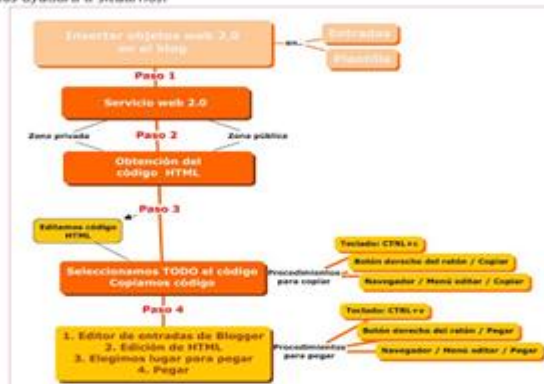 nos ayudará a situarnos:
Insertar objetos web 2.0
en el blog
en...
Entradas
Plantilla
Paso 1
Servicio web 2.0
Zona privada
Paso 2
Zona pública
Obtención del
código HTML
Paso 3
Editamos código
HTML
Seleccionamos TODO el código
Copiamos código
Procedimientos
para copiar
Teclado: CTRL+c
Botón derecho del ratón / Copiar
Navegador / Menú editar / Copiar
Paso 4
1. Editor de entradas de Blogger
2. Edición de HTML
3. Elegimos lugar para pegar
4. Pegar
Procedimientos
para pegar
Teclado: CTRL+v
Botón derecho del ratón / Pegar
Navegador / Menú editar / Pegar